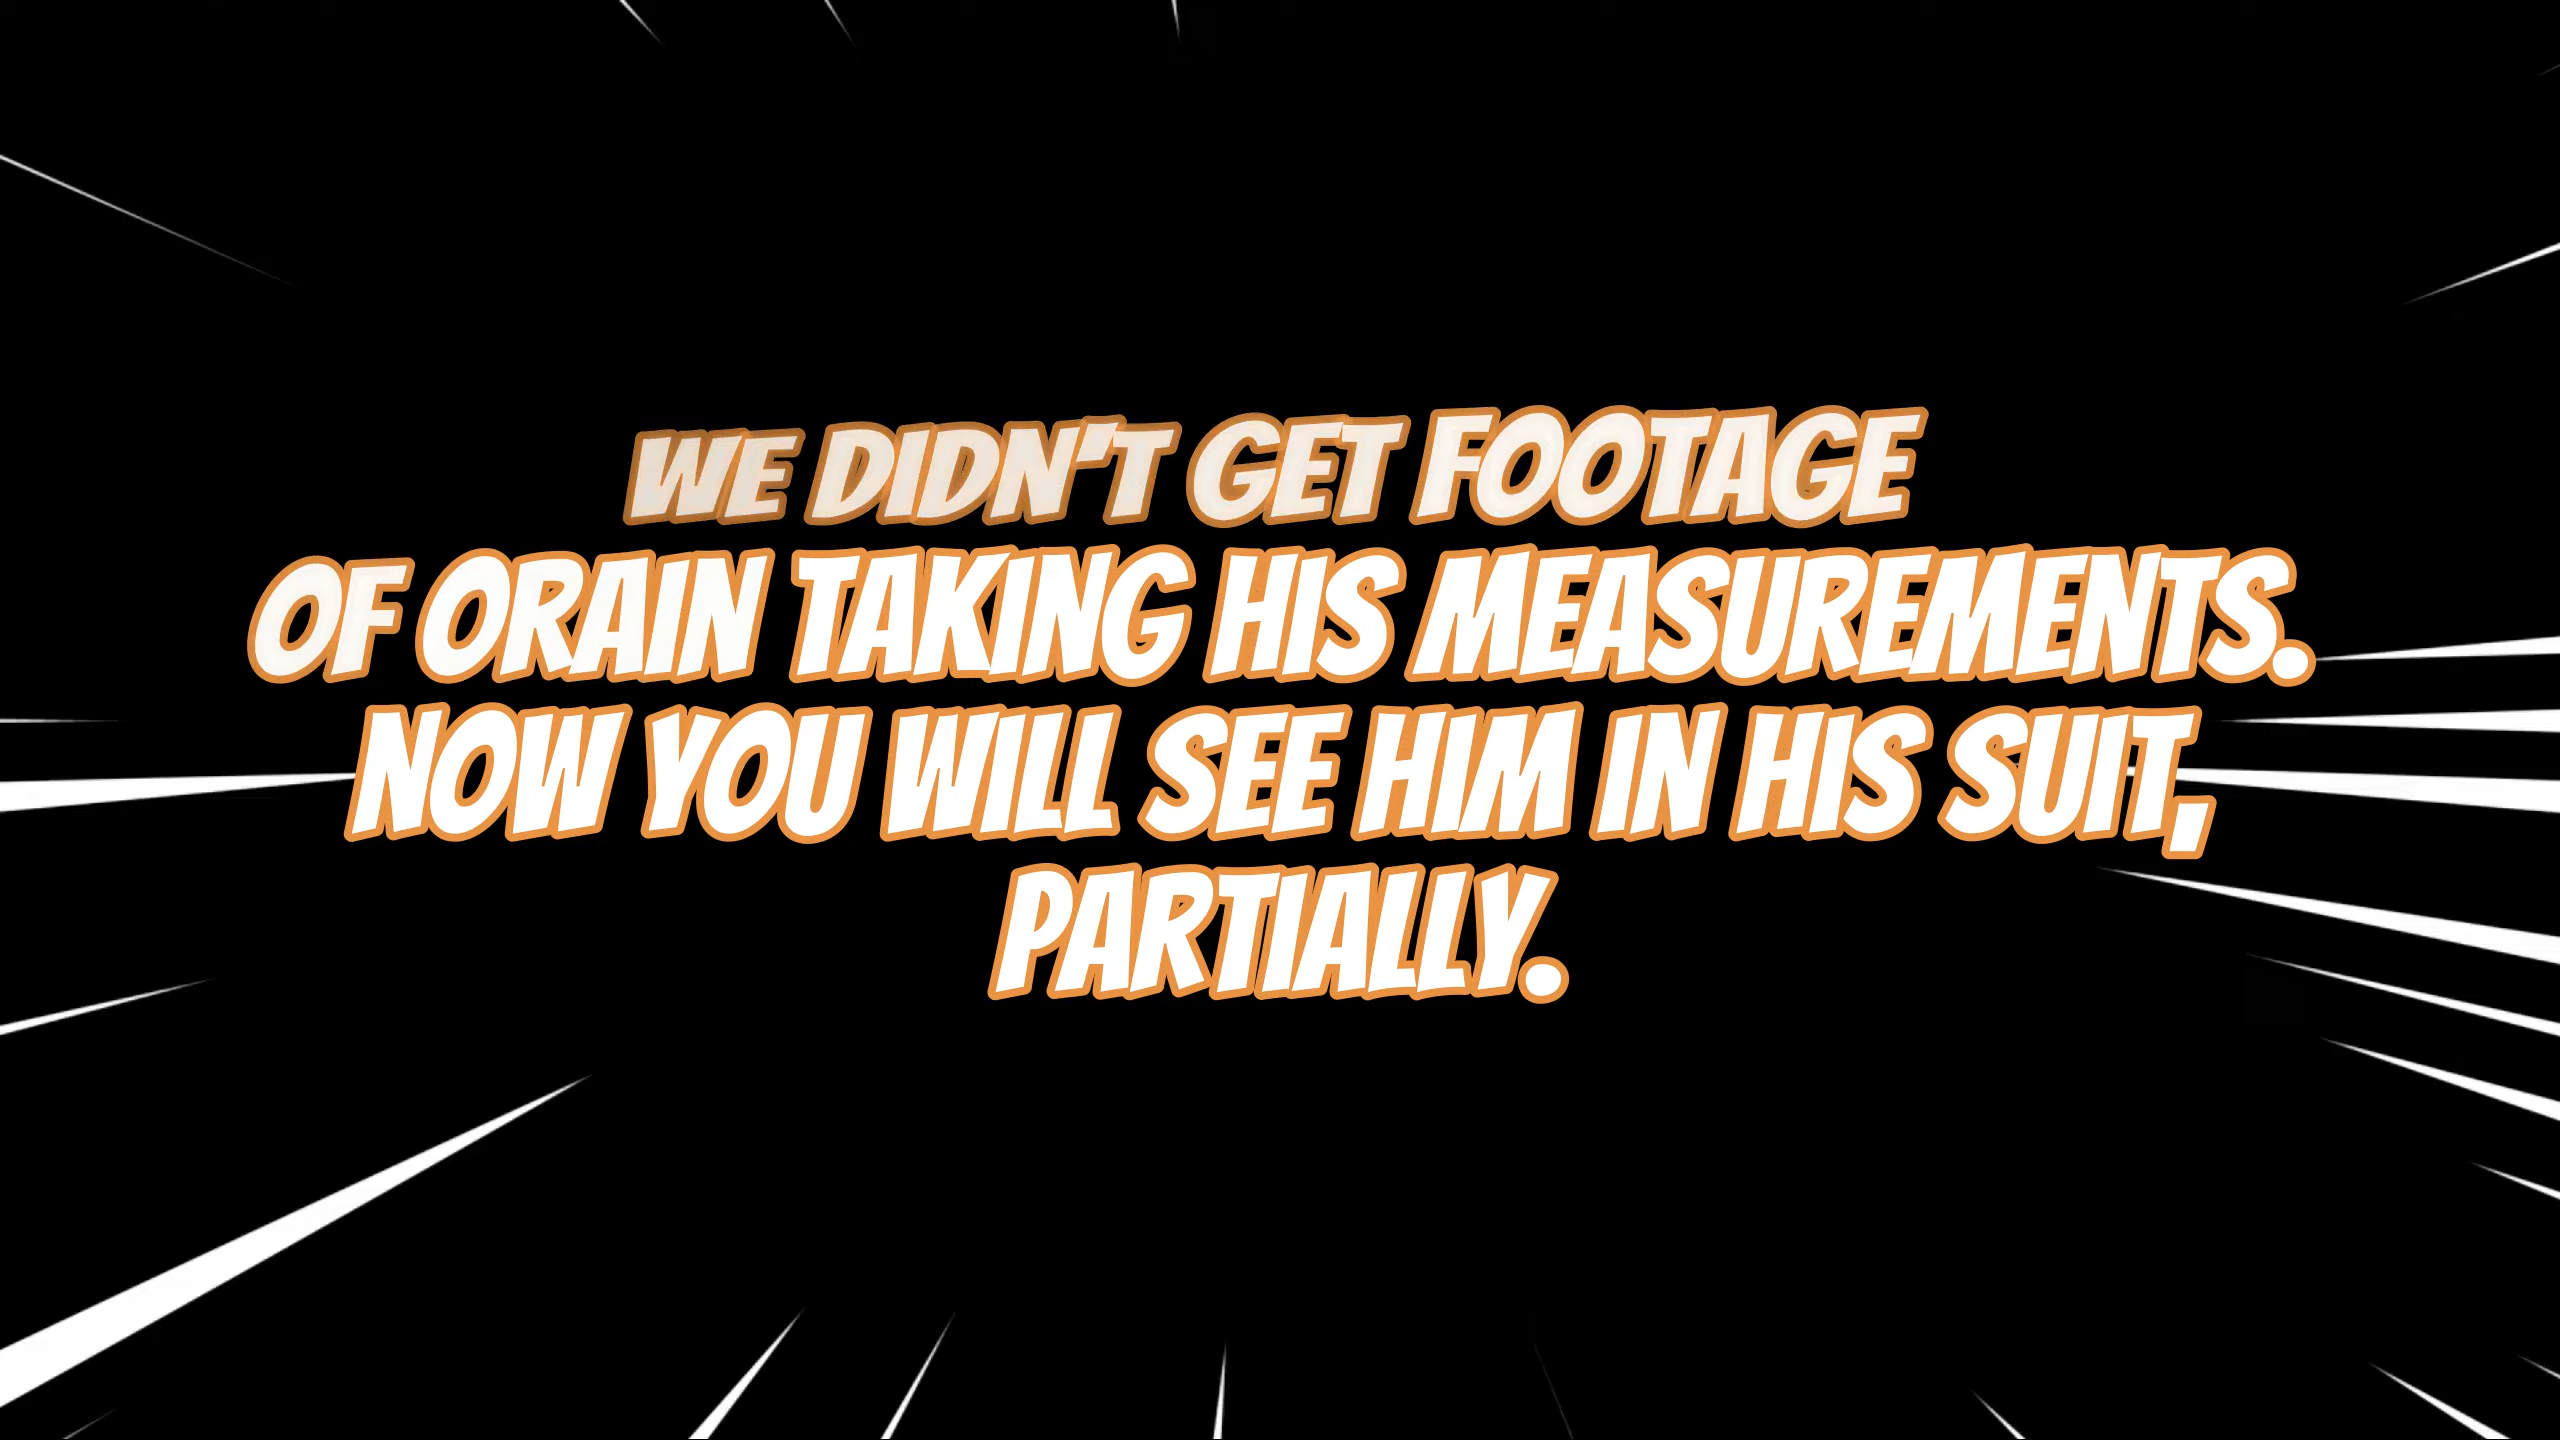 WE DIDN'T GET FOOTAGE
OF ORAIN TAKING HIS MEASUREMENTS.
NOW YOU WILL SEE HIM IN HIS SUIT,
PARTIALLY.